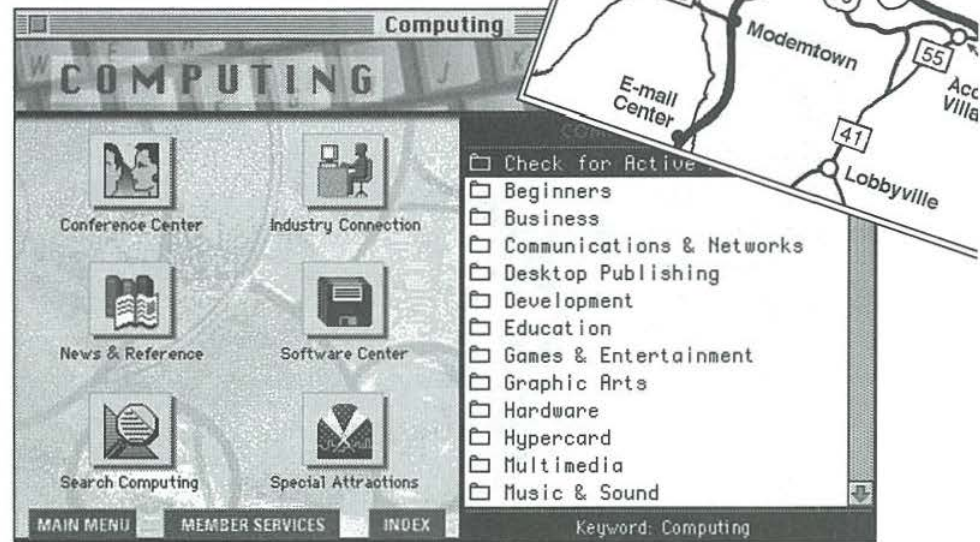 Computing
COMPUTING
Conference Center
Industry Connection
News & Reference
Software Center
Search Computing
Special Attractions
MAIN MENU
MEMBER SERVICES
INDEX
Check for Active
Beginners
Business
Communications & Networks
Desktop Publishing
Development
Education
Games & Entertainment
Graphic Arts
Hardware
Hypercard
Multimedia
Music & Sound
Keyword: Computing
Modemtown
E-mail
Center
55
41
Lobbyville